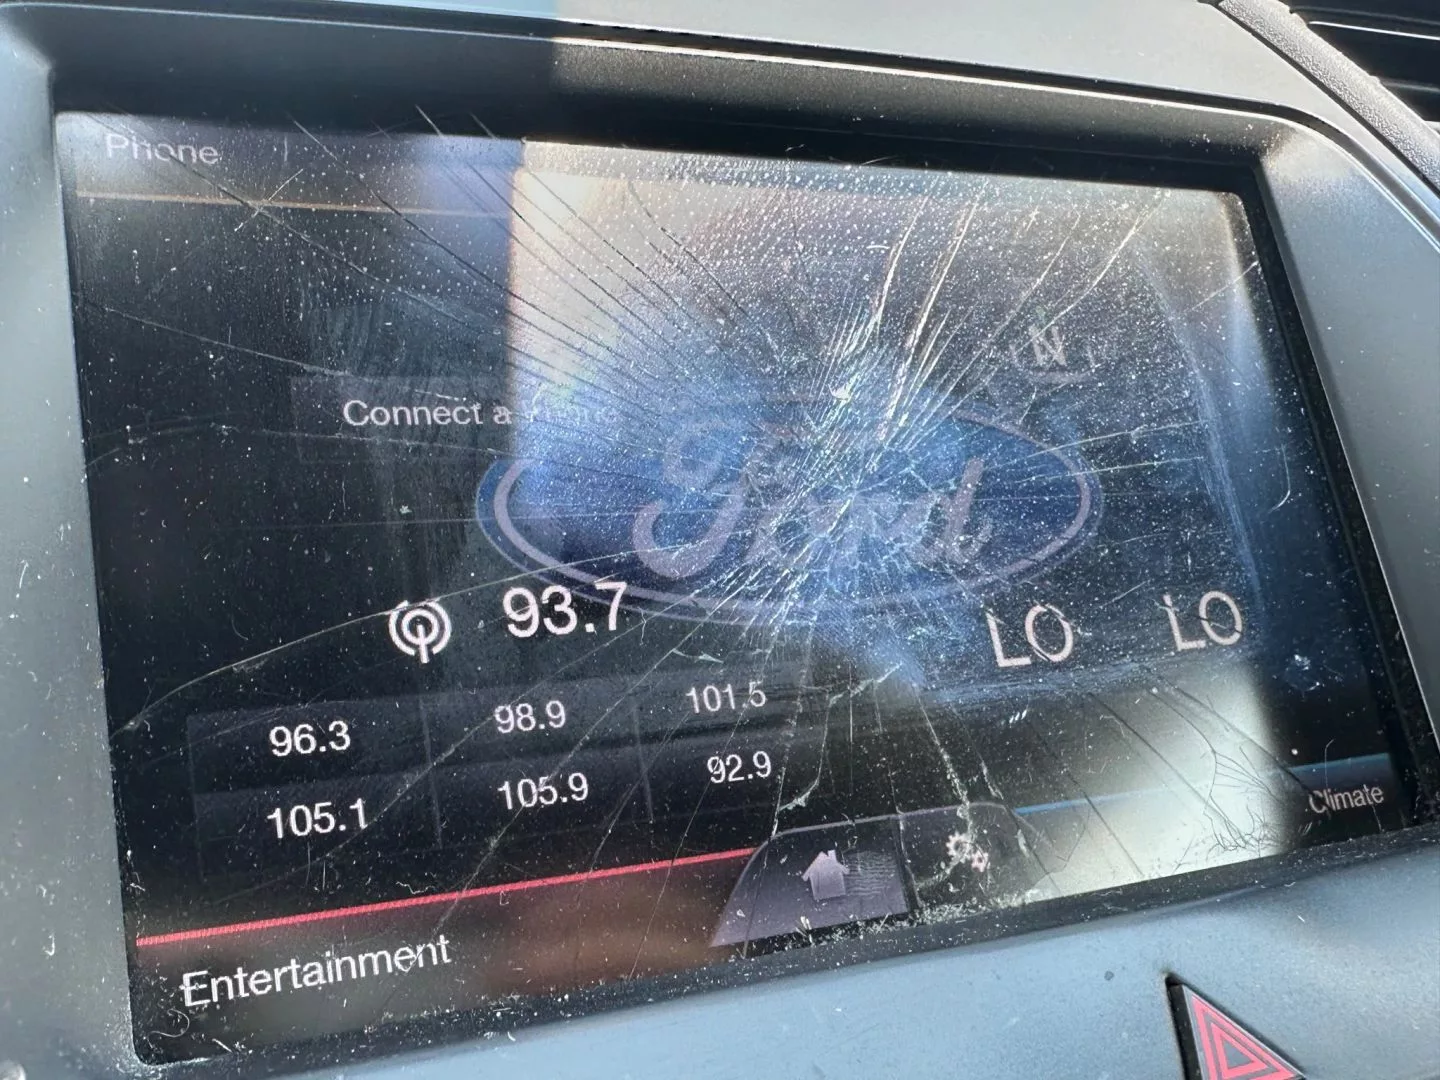 Phone
N
Connect a Phone
Ford
93.7
LO LO
96.3 98.9 101.5
105.1 105.9 92.9
Climate
Entertainment